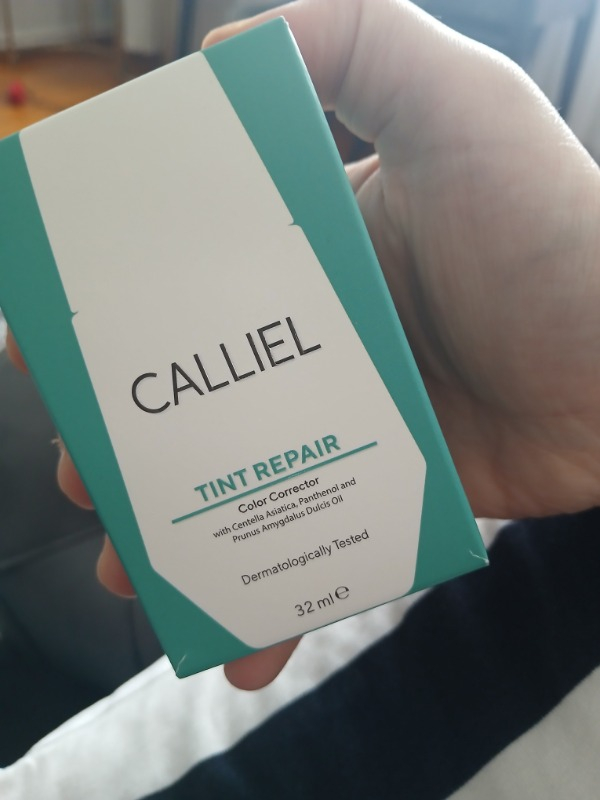 CALLIEL
TINT REPAIR
Color Corrector
with Centella Asiatica, Panthenol and
Prunus Amygdalus Dulcis Oil
Dermatologically Tested
32 ml ℮